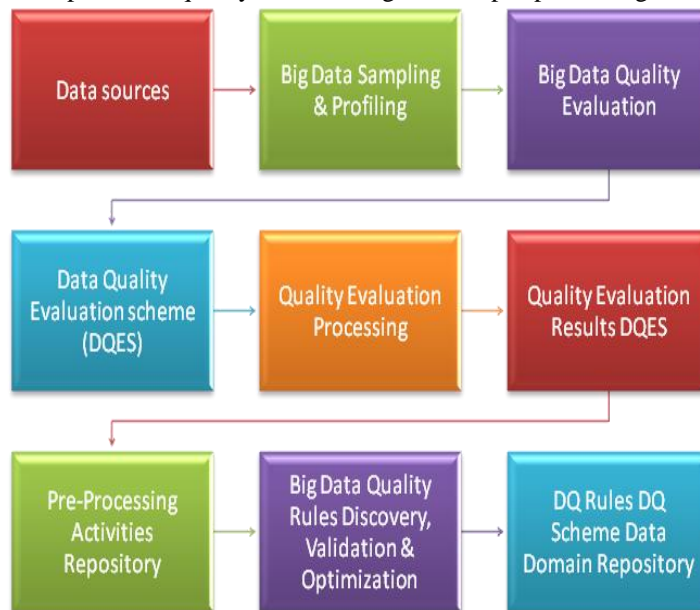 Data sources
Big Data Sampling
& Profiling
Big Data Quality
Evaluation
Data Quality
Evaluation scheme
(DQES)
Quality Evaluation
Processing
Quality Evaluation
Results DQES
Pre-Processing
Activities
Repository
Big Data Quality
Rules Discovery,
Validation &
Optimization
DQ Rules DQ
Scheme Data
Domain Repository